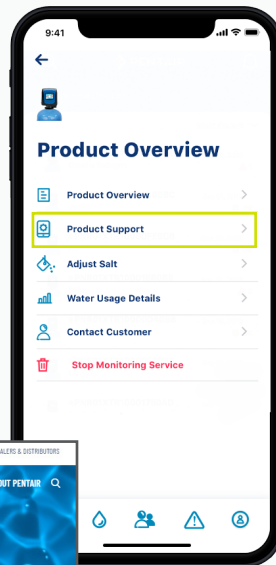 9:41
Product Overview
Product Overview
Product Support
Adjust Salt
Water Usage Details
Contact Customer
Stop Monitoring Service
ALERS & DISTRIBUTORS
OUT PENTAIR